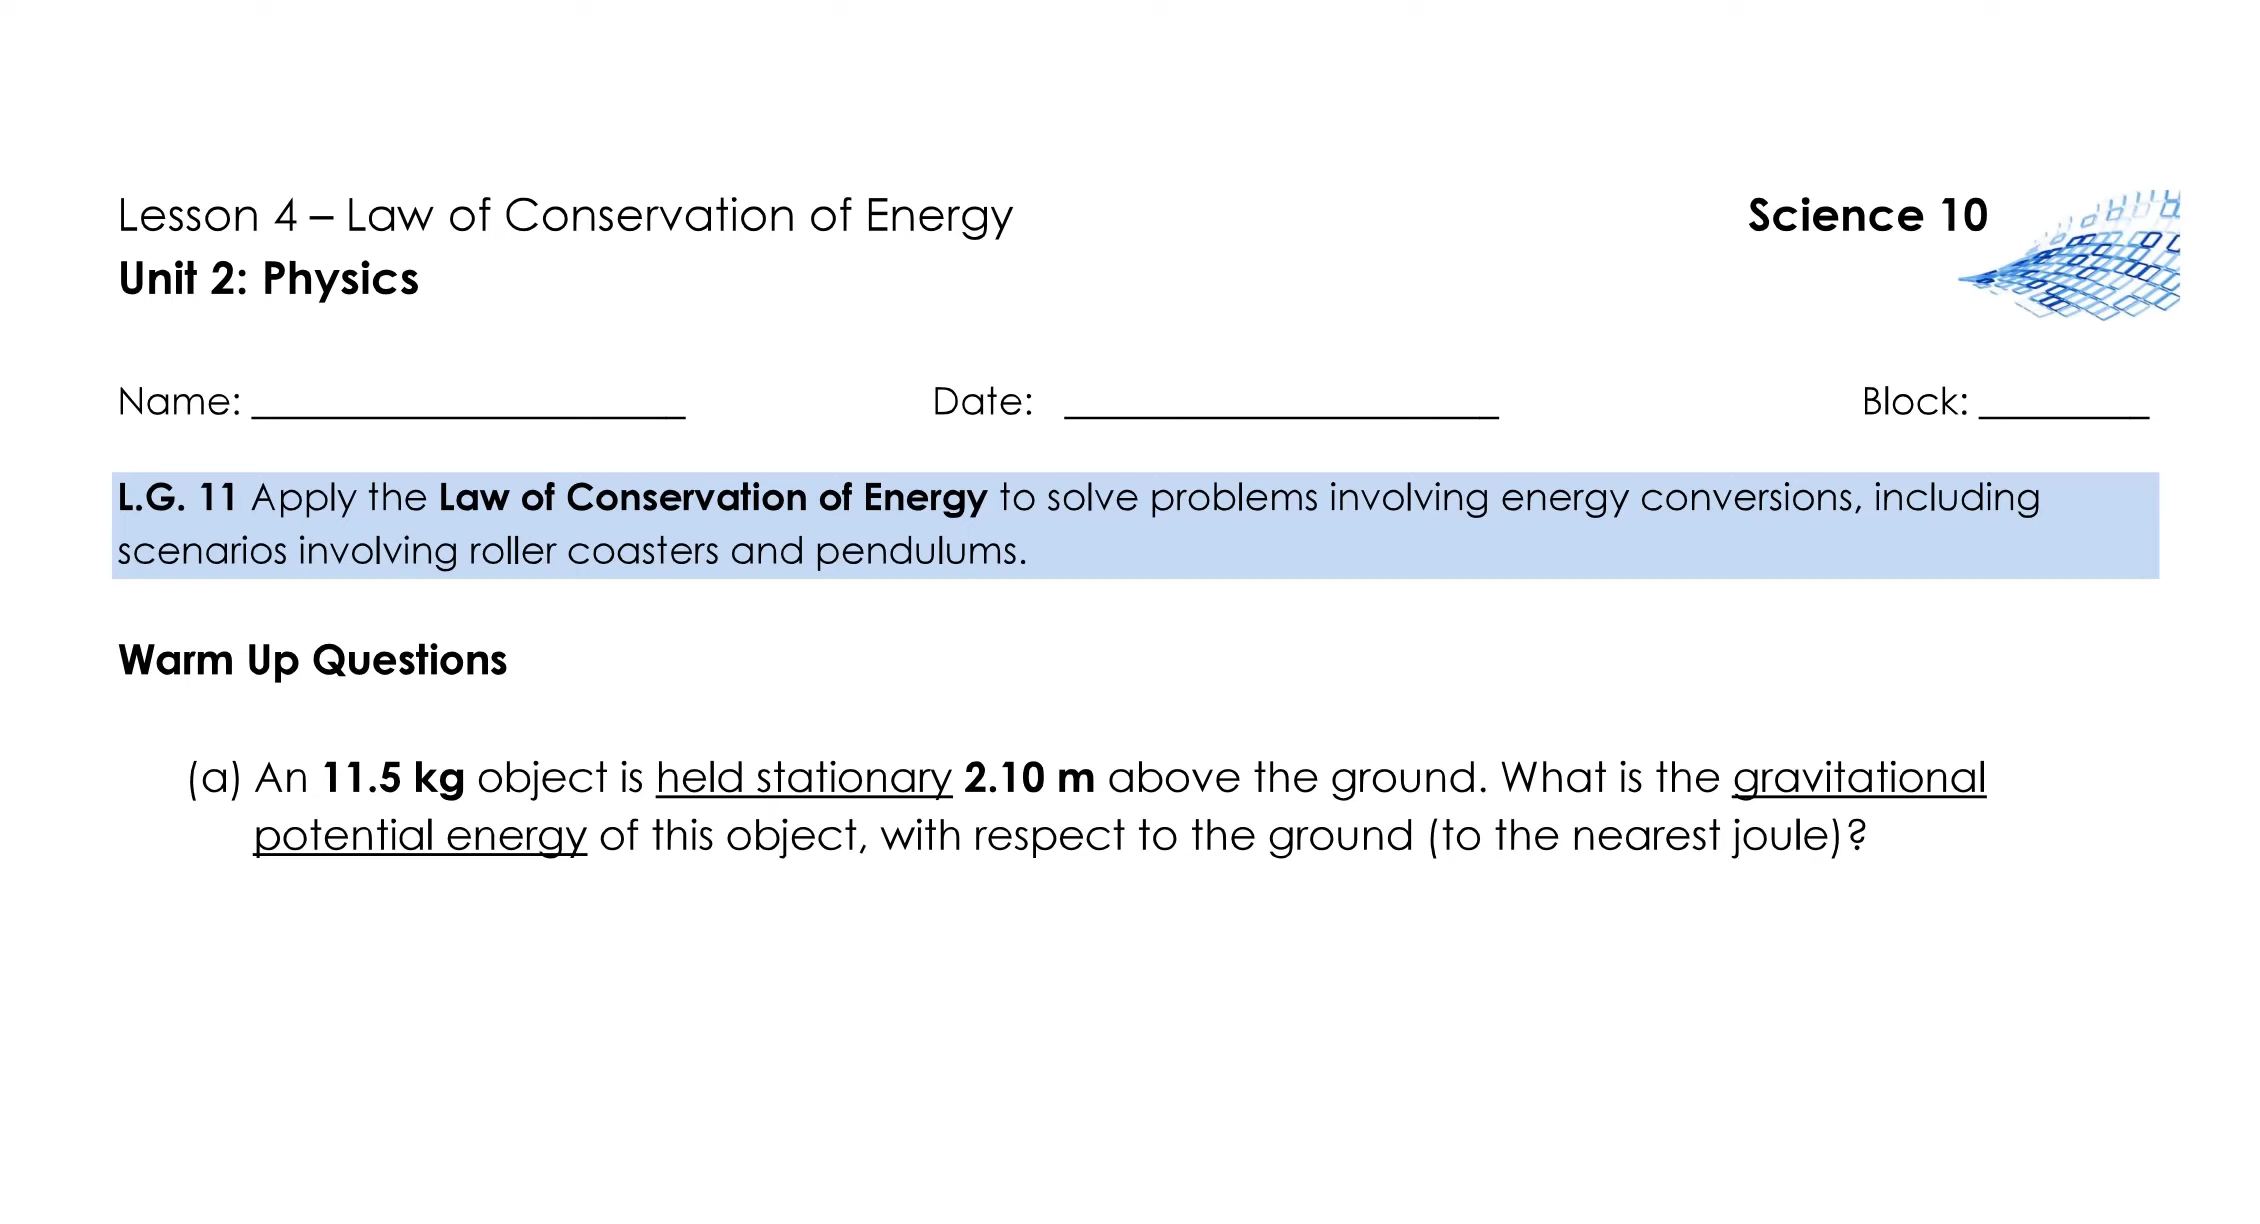 Lesson 4 – Law of Conservation of Energy
Science 10
Unit 2: Physics
Name: ____________________ Date: ____________________ Block: ________
L.G. 11 Apply the Law of Conservation of Energy to solve problems involving energy conversions, including
scenarios involving roller coasters and pendulums.
Warm Up Questions
(a) An 11.5 kg object is held stationary 2.10 m above the ground. What is the gravitational
potential energy of this object, with respect to the ground (to the nearest joule)?